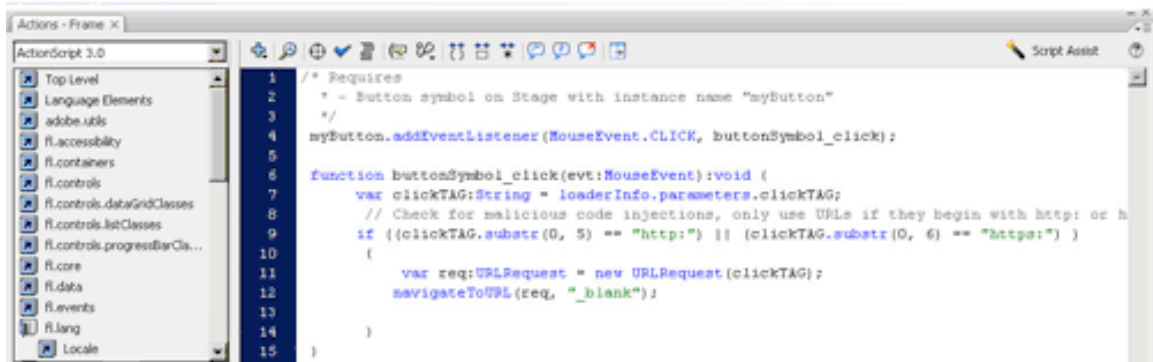 Actions - Frame ×
ActionScript 3.0
Script Assist
Top Level
Language Elements
adobe.utils
fl.accessibility
fl.containers
fl.controls
fl.controls.dataGridClasses
fl.controls.listClasses
fl.controls.progressBarCla...
fl.core
fl.data
fl.events
fl.lang
Locale
1 /* Requires
2 * - Button symbol on Stage with instance name "myButton"
3 */
4 myButton.addEventListener(MouseEvent.CLICK, buttonSymbol_click);
5
6 function buttonSymbol_click(evt:MouseEvent):void {
7 var clickTAG:String = loaderInfo.parameters.clickTAG;
8 // Check for malicious code injections, only use URLs if they begin with http: or h
9 if ((clickTAG.substr(0, 5) == "http:") || (clickTAG.substr(0, 6) == "https:") )
10 {
11 var req:URLRequest = new URLRequest(clickTAG);
12 navigateToURL(req, "_blank");
13
14 }
15 }